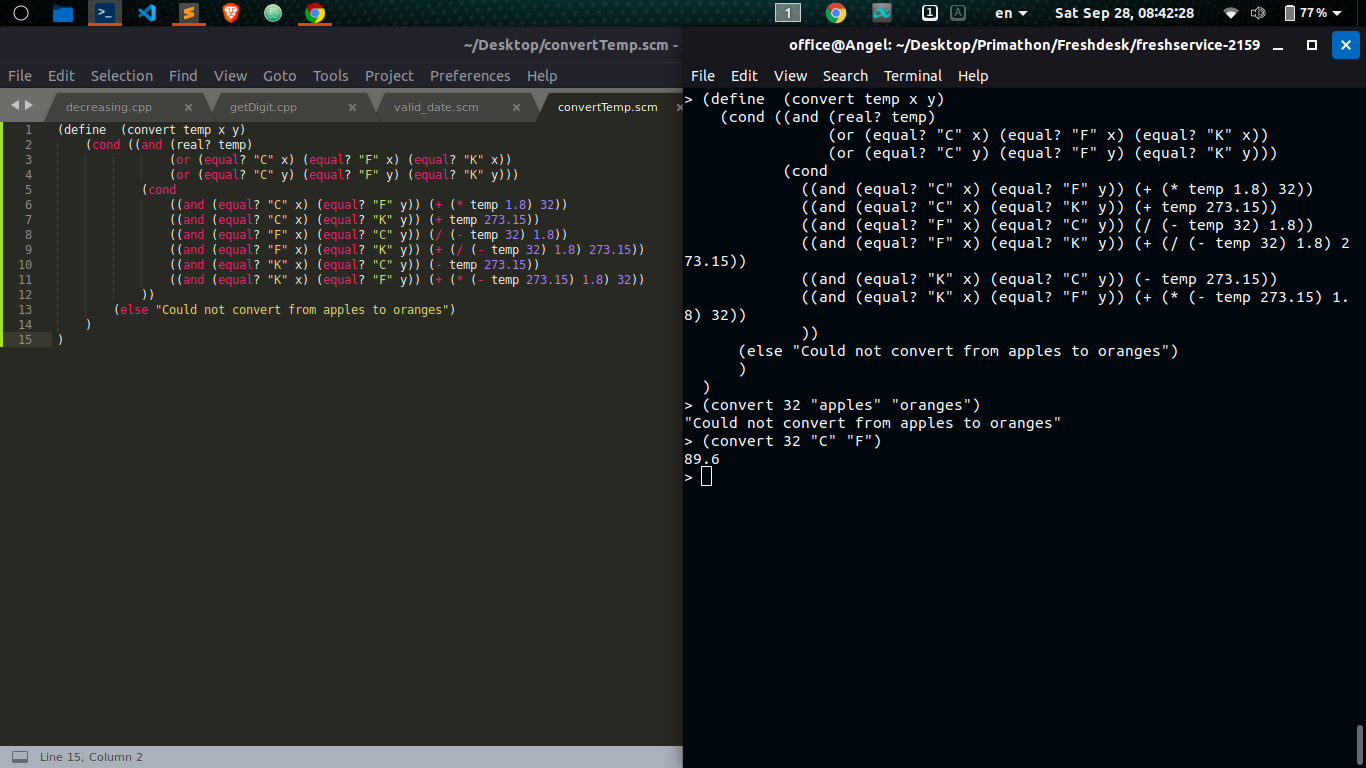 >_
1
1
A
en
Sat Sep 28, 08:42:28
77 %
~/Desktop/convertTemp.scm -
File Edit Selection Find View Goto Tools Project Preferences Help
decreasing.cpp × getDigit.cpp × valid_date.scm × convertTemp.scm ×
1 (define  (convert temp x y)
2     (cond ((and (real? temp)
3                 (or (equal? "C" x) (equal? "F" x) (equal? "K" x))
4                 (or (equal? "C" y) (equal? "F" y) (equal? "K" y)))
5             (cond
6                 ((and (equal? "C" x) (equal? "F" y)) (+ (* temp 1.8) 32))
7                 ((and (equal? "C" x) (equal? "K" y)) (+ temp 273.15))
8                 ((and (equal? "F" x) (equal? "C" y)) (/ (- temp 32) 1.8))
9                 ((and (equal? "F" x) (equal? "K" y)) (+ (/ (- temp 32) 1.8) 273.15))
10                 ((and (equal? "K" x) (equal? "C" y)) (- temp 273.15))
11                 ((and (equal? "K" x) (equal? "F" y)) (+ (* (- temp 273.15) 1.8) 32))
12             ))
13         (else "Could not convert from apples to oranges")
14     )
15 )
Line 15, Column 2
office@Angel: ~/Desktop/Primathon/Freshdesk/freshservice-2159
File Edit View Search Terminal Help
> (define  (convert temp x y)
    (cond ((and (real? temp)
                (or (equal? "C" x) (equal? "F" x) (equal? "K" x))
                (or (equal? "C" y) (equal? "F" y) (equal? "K" y)))
           (cond
             ((and (equal? "C" x) (equal? "F" y)) (+ (* temp 1.8) 32))
             ((and (equal? "C" x) (equal? "K" y)) (+ temp 273.15))
             ((and (equal? "F" x) (equal? "C" y)) (/ (- temp 32) 1.8))
             ((and (equal? "F" x) (equal? "K" y)) (+ (/ (- temp 32) 1.8) 2
73.15))
             ((and (equal? "K" x) (equal? "C" y)) (- temp 273.15))
             ((and (equal? "K" x) (equal? "F" y)) (+ (* (- temp 273.15) 1.
8) 32))
             ))
      (else "Could not convert from apples to oranges")
      )
  )
> (convert 32 "apples" "oranges")
"Could not convert from apples to oranges"
> (convert 32 "C" "F")
89.6
>